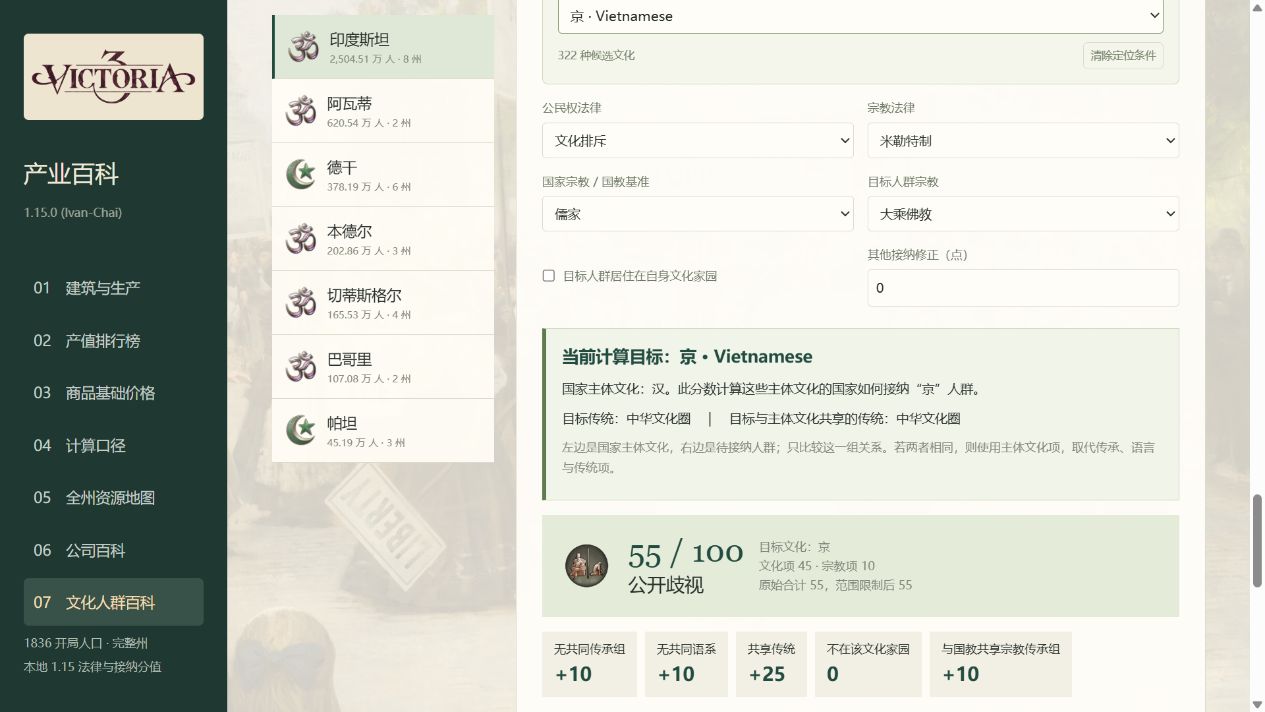 VICTORIA
3
产业百科
1.15.0 (Ivan-Chai)
01 建筑与生产
02 产值排行榜
03 商品基础价格
04 计算口径
05 全州资源地图
06 公司百科
07 文化人群百科
1836 开局人口 · 完整州
本地 1.15 法律与接纳分值
印度斯坦
2,504.51 万人 · 8 州
阿瓦蒂
620.54 万人 · 2 州
德干
378.19 万人 · 6 州
本德尔
202.86 万人 · 3 州
切蒂斯格尔
165.53 万人 · 4 州
巴哥里
107.08 万人 · 2 州
帕坦
45.19 万人 · 3 州
LIBERTY
京 · Vietnamese
322 种候选文化
清除定位条件
公民权法律
宗教法律
文化排斥
米勒特制
国家宗教 / 国教基准
目标人群宗教
儒家
大乘佛教
目标人群居住在自身文化家园
其他接纳修正（点）
0
当前计算目标：京 · Vietnamese
国家主体文化：汉。此分数计算这些主体文化的国家如何接纳“京”人群。
目标传统：中华文化圈 | 目标与主体文化共享的传统：中华文化圈
左边是国家主体文化，右边是待接纳人群；只比较这一组关系。若两者相同，则使用主体文化项，取代传承、语言
与传统项。
55 / 100
公开歧视
目标文化：京
文化项 45 · 宗教项 10
原始合计 55，范围限制后 55
无共同传承组
+10
无共同语系
+10
共享传统
+25
不在该文化家园
0
与国教共享宗教传承组
+10